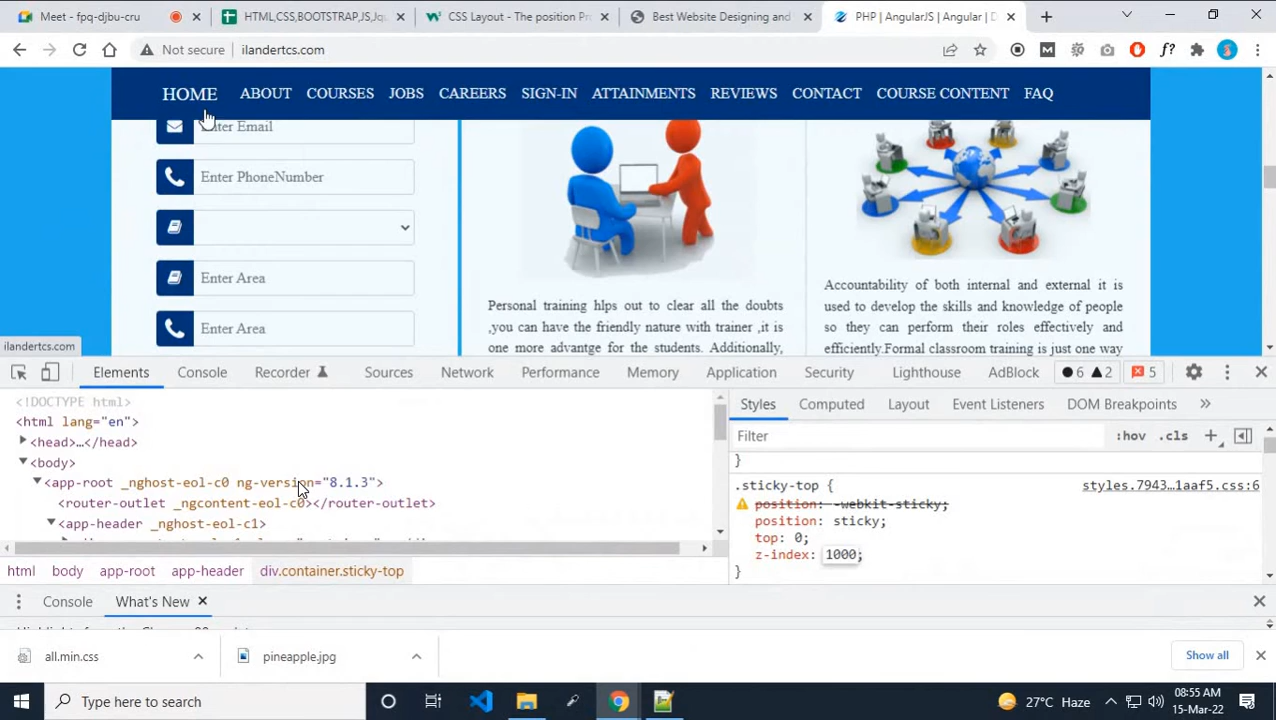 Meet - fpq-djbu-cru
HTML,CSS,BOOTSTRAP,JS,Jqu
CSS Layout - The position Pro
Best Website Designing and
PHP | AngularJS | Angular | D
Not secure
ilandertcs.com
HOME ABOUT COURSES JOBS CAREERS SIGN-IN ATTAINMENTS REVIEWS CONTACT COURSE CONTENT FAQ
Enter Email
Enter PhoneNumber
Enter Area
Enter Area
Personal training hlps out to clear all the doubts
,you can have the friendly nature with trainer ,it is
one more advantge for the students. Additionally,
Accountability of both internal and external it is
used to develop the skills and knowledge of people
so they can perform their roles effectively and
efficiently.Formal classroom training is just one way
ilandertcs.com
Elements Console Recorder Sources Network Performance Memory Application Security Lighthouse AdBlock 6 2 5
<!DOCTYPE html>
<html lang="en">
<head>…</head>
<body>
<app-root _nghost-eol-c0 ng-version="8.1.3">
<router-outlet _ngcontent-eol-c0></router-outlet>
<app-header _nghost-eol-c1>
html body app-root app-header div.container.sticky-top
Styles Computed Layout Event Listeners DOM Breakpoints
Filter
:hov .cls
}
.sticky-top {
styles.7943…1aaf5.css:6
position: -webkit-sticky;
position: sticky;
top: 0;
z-index: 1000;
}
Console What's New
all.min.css
pineapple.jpg
Show all
Type here to search
27°C Haze
08:55 AM
15-Mar-22